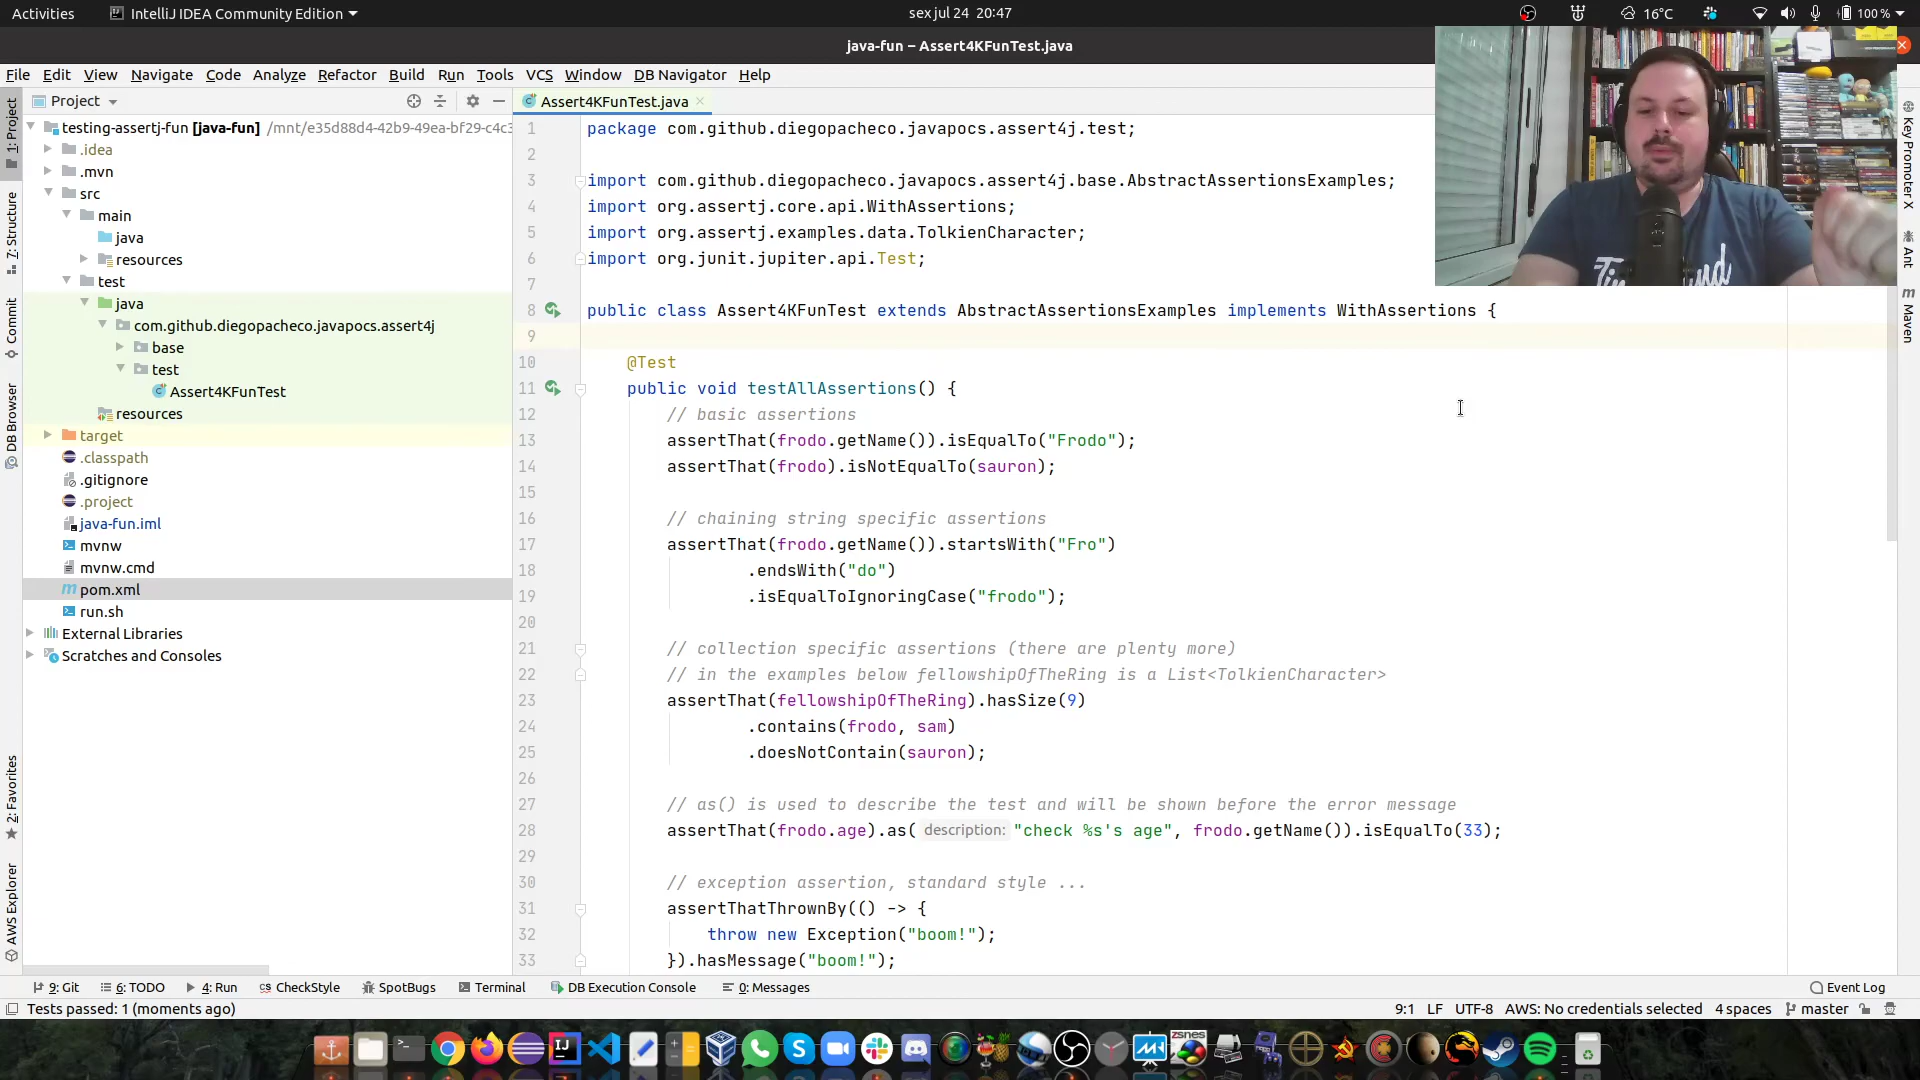 Activities
IntelliJ IDEA Community Edition
sex jul 24 20:47
16°C
100 %
java-fun – Assert4KFunTest.java
File Edit View Navigate Code Analyze Refactor Build Run Tools VCS Window DB Navigator Help
Project
Assert4KFunTest.java
1: Project
7: Structure
Commit
DB Browser
2: Favorites
AWS Explorer
testing-assertj-fun [java-fun] /mnt/e35d88d4-42b9-49ea-bf29-c4c3
.idea
.mvn
src
main
java
resources
test
java
com.github.diegopacheco.javapocs.assert4j
base
test
Assert4KFunTest
resources
target
.classpath
.gitignore
.project
java-fun.iml
mvnw
mvnw.cmd
pom.xml
run.sh
External Libraries
Scratches and Consoles
1 package com.github.diegopacheco.javapocs.assert4j.test;
2
3 import com.github.diegopacheco.javapocs.assert4j.base.AbstractAssertionsExamples;
4 import org.assertj.core.api.WithAssertions;
5 import org.assertj.examples.data.TolkienCharacter;
6 import org.junit.jupiter.api.Test;
7
8 public class Assert4KFunTest extends AbstractAssertionsExamples implements WithAssertions {
9
10 @Test
11 public void testAllAssertions() {
12 // basic assertions
13 assertThat(frodo.getName()).isEqualTo("Frodo");
14 assertThat(frodo).isNotEqualTo(sauron);
15
16 // chaining string specific assertions
17 assertThat(frodo.getName()).startsWith("Fro")
18 .endsWith("do")
19 .isEqualToIgnoringCase("frodo");
20
21 // collection specific assertions (there are plenty more)
22 // in the examples below fellowshipOfTheRing is a List<TolkienCharacter>
23 assertThat(fellowshipOfTheRing).hasSize(9)
24 .contains(frodo, sam)
25 .doesNotContain(sauron);
26
27 // as() is used to describe the test and will be shown before the error message
28 assertThat(frodo.age).as( description: "check %s's age", frodo.getName()).isEqualTo(33);
29
30 // exception assertion, standard style ...
31 assertThatThrownBy(() -> {
32 throw new Exception("boom!");
33 }).hasMessage("boom!");
Key Promoter X
Ant
Maven
9: Git 6: TODO 4: Run CheckStyle SpotBugs Terminal DB Execution Console 0: Messages Event Log
Tests passed: 1 (moments ago) 9:1 LF UTF-8 AWS: No credentials selected 4 spaces master